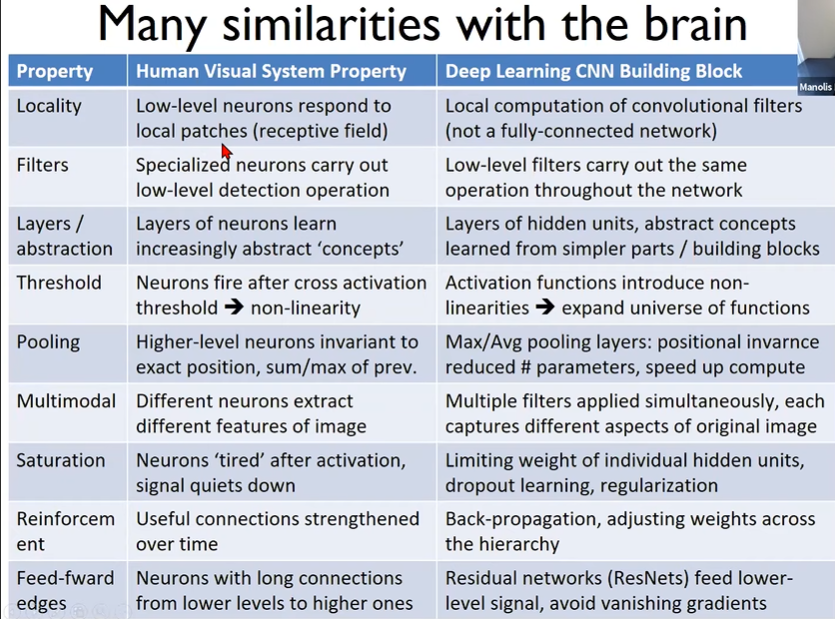 Many similarities with the brain
Manolis
Property Human Visual System Property Deep Learning CNN Building Block
Locality Low-level neurons respond to Local computation of convolutional filters
local patches (receptive field) (not a fully-connected network)
Filters Specialized neurons carry out Low-level filters carry out the same
low-level detection operation operation throughout the network
Layers / Layers of neurons learn Layers of hidden units, abstract concepts
abstraction increasingly abstract ‘concepts’ learned from simpler parts / building blocks
Threshold Neurons fire after cross activation Activation functions introduce non-
threshold ➔ non-linearity linearities ➔ expand universe of functions
Pooling Higher-level neurons invariant to Max/Avg pooling layers: positional invarnce
exact position, sum/max of prev. reduced # parameters, speed up compute
Multimodal Different neurons extract Multiple filters applied simultaneously, each
different features of image captures different aspects of original image
Saturation Neurons ‘tired’ after activation, Limiting weight of individual hidden units,
signal quiets down dropout learning, regularization
Reinforcem Useful connections strengthened Back-propagation, adjusting weights across
ent over time the hierarchy
Feed-fward Neurons with long connections Residual networks (ResNets) feed lower-
edges from lower levels to higher ones level signal, avoid vanishing gradients